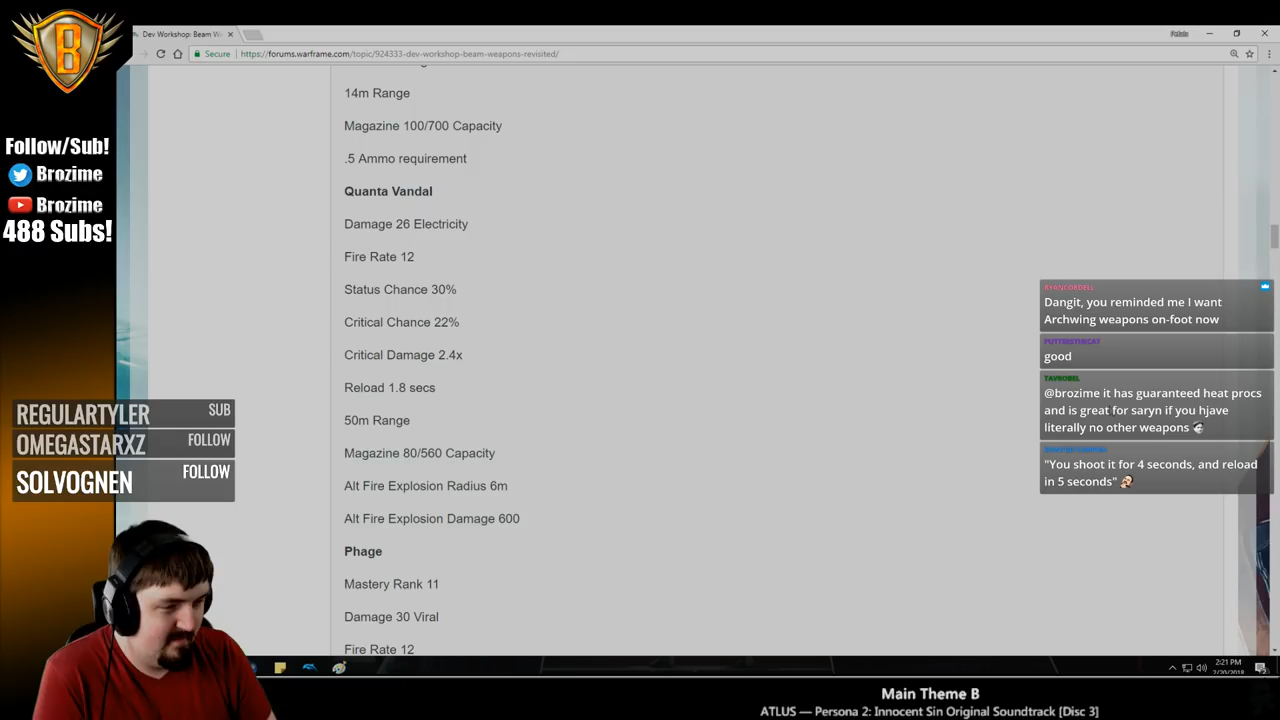 B
Dev Workshop: Beam We
Secure
https://forums.warframe.com/topic/924333-dev-workshop-beam-weapons-revisited/
14m Range
Magazine 100/700 Capacity
.5 Ammo requirement
Quanta Vandal
Damage 26 Electricity
Fire Rate 12
Status Chance 30%
Critical Chance 22%
Critical Damage 2.4x
Reload 1.8 secs
50m Range
Magazine 80/560 Capacity
Alt Fire Explosion Radius 6m
Alt Fire Explosion Damage 600
Phage
Mastery Rank 11
Damage 30 Viral
Fire Rate 12
Follow/Sub!
Brozime
Brozime
488 Subs!
REGULARTYLER SUB
OMEGASTARXZ FOLLOW
SOLVOGNEN FOLLOW
RYANCORDELL
Dangit, you reminded me I want
Archwing weapons on-foot now
good
@brozime it has guaranteed heat procs
and is great for saryn if you hjave
literally no other weapons
"You shoot it for 4 seconds, and reload
in 5 seconds"
2:21 PM
2/20/2018
Main Theme B
ATLUS — Persona 2: Innocent Sin Original Soundtrack [Disc 3]